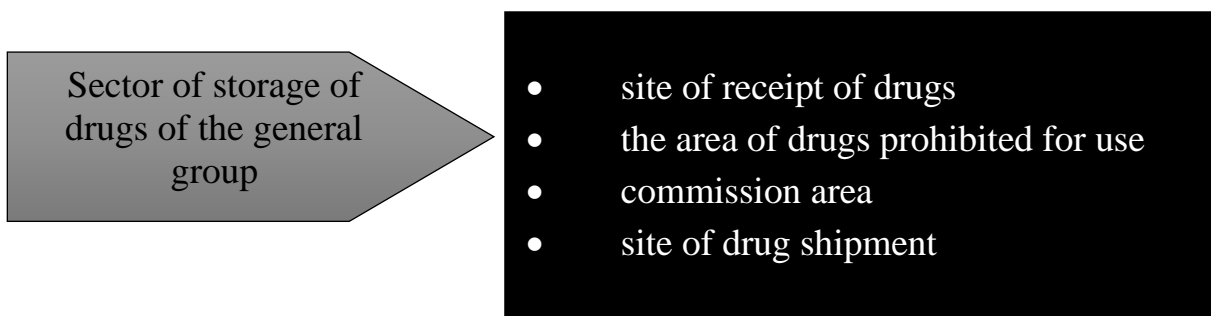 Sector of storage of
drugs of the general
group
• site of receipt of drugs
• the area of drugs prohibited for use
• commission area
• site of drug shipment